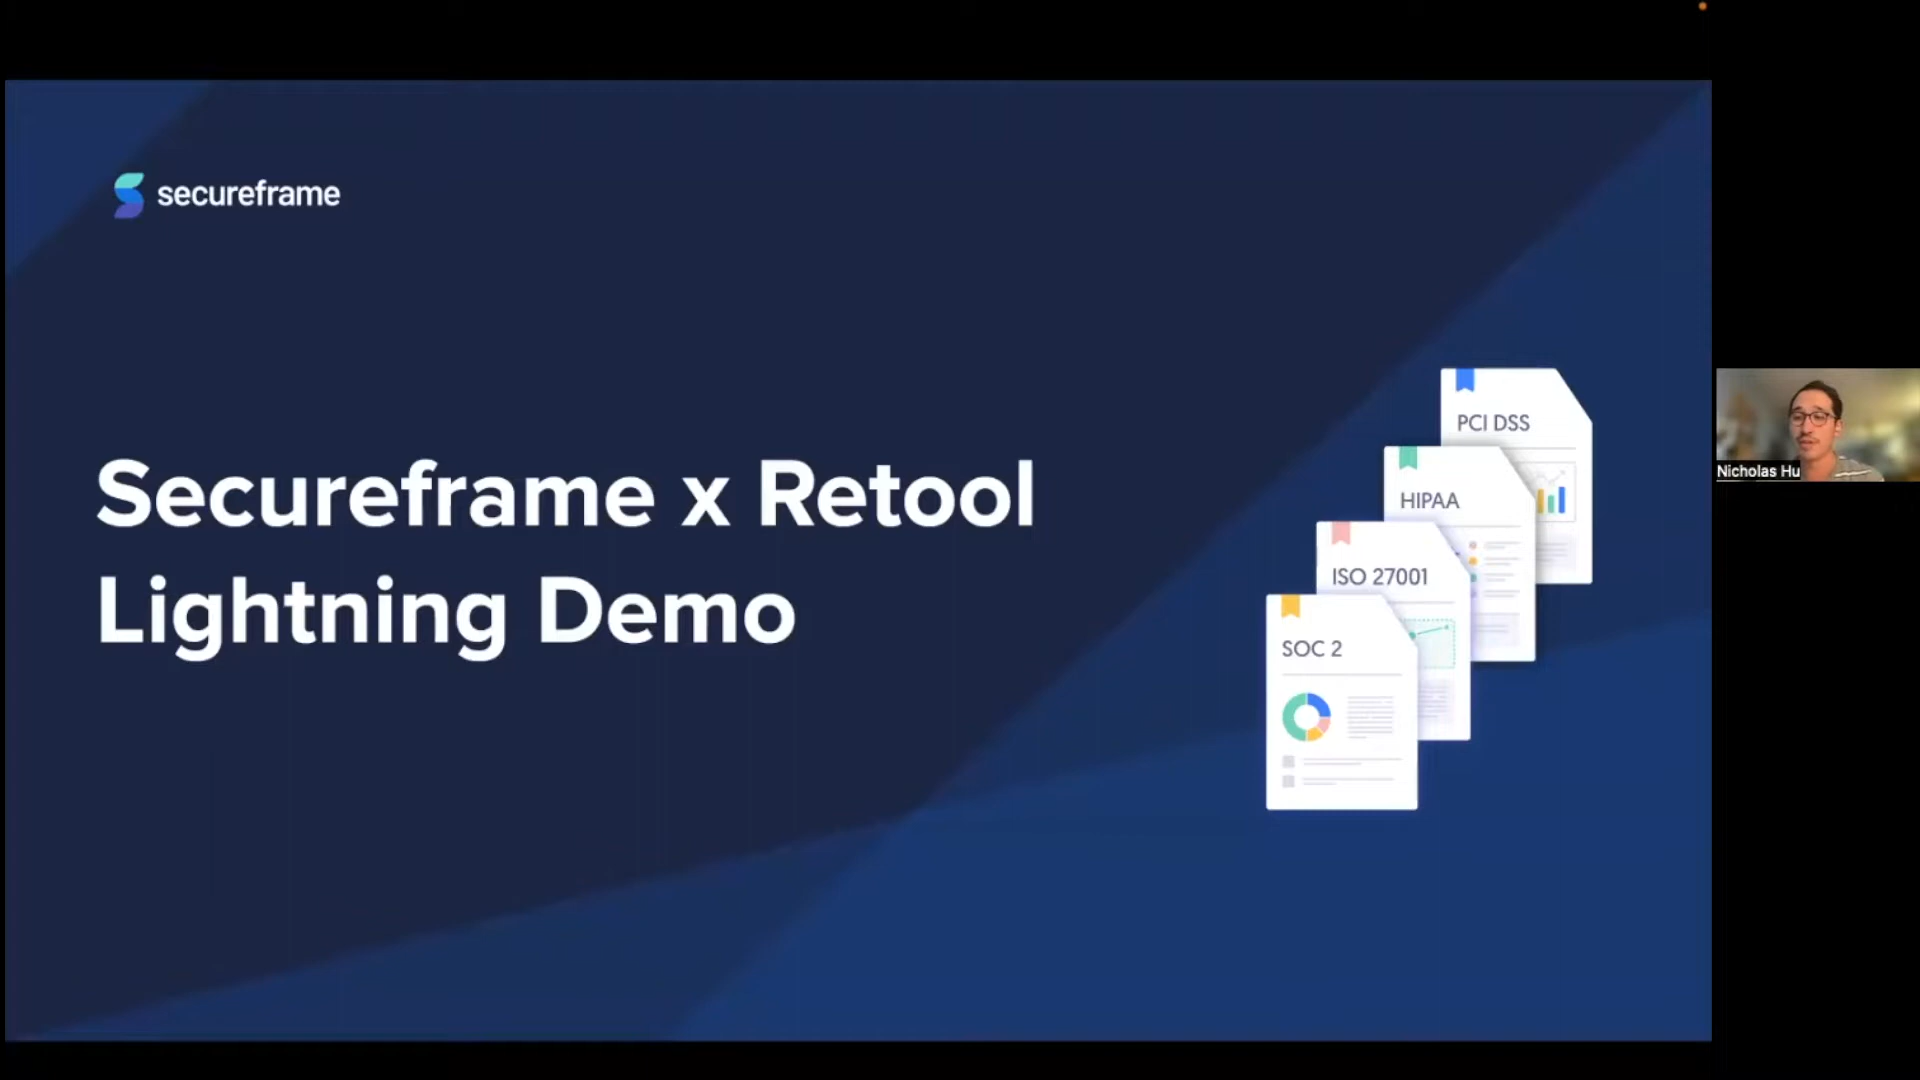 secureframe
Secureframe x Retool
Lightning Demo
PCI DSS
HIPAA
ISO 27001
SOC 2
Nicholas Hu